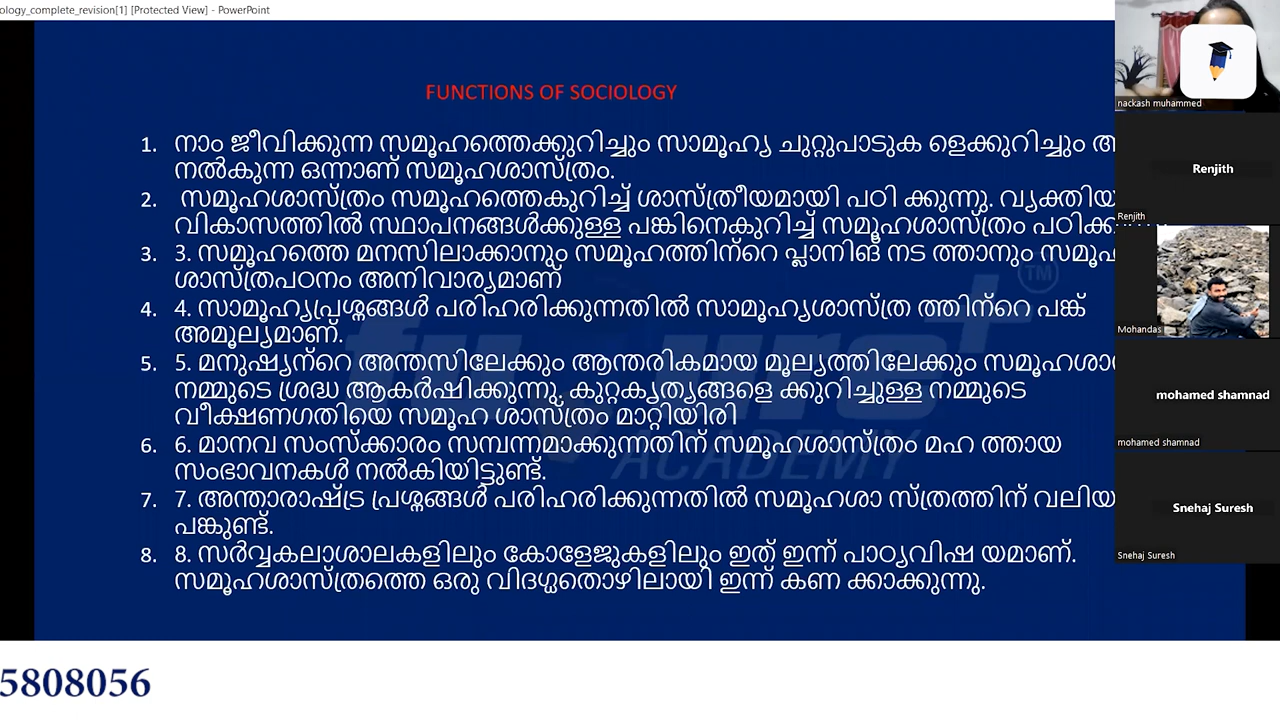 ology_complete_revision[1] [Protected View] - PowerPoint
FUNCTIONS OF SOCIOLOGY
1. നാം ജീവിക്കുന്ന സമൂഹത്തെക്കുറിച്ചും സാമൂഹ്യ ചുറ്റുപാടുക ളെക്കുറിച്ചും
നൽകുന്ന ഒന്നാണ് സമൂഹശാസ്ത്രം.
2. സമൂഹശാസ്ത്രം സമൂഹത്തെകുറിച്ച് ശാസ്ത്രീയമായി പഠി ക്കുന്നു.
വികാസത്തിൽ സ്ഥാപനങ്ങൾക്കുള്ള പങ്കിനെകുറിച്ച് സമൂഹശാസ്ത്രം
3. 3. സമൂഹത്തെ മനസിലാക്കാനും സമൂഹത്തിന്റെ പ്ലാനിങ് നട ത്താനും
ശാസ്ത്രപഠനം അനിവാര്യമാണ്
4. 4. സാമൂഹ്യപ്രശ്നങ്ങൾ പരിഹരിക്കുന്നതിൽ സാമൂഹ്യശാസ്ത്ര ത്തിന്റെ പങ്ക്
അമൂല്യമാണ്.
5. 5. മനുഷ്യന്റെ അന്തസിലേക്കും ആന്തരികമായ മൂല്യത്തിലേക്കും
നമ്മുടെ ശ്രദ്ധ ആകർഷിക്കുന്നു. കുറ്റകൃത്യങ്ങളെ ക്കുറിച്ചുള്ള നമ്മുടെ
വീക്ഷണഗതിയെ സമൂഹ ശാസ്ത്രം മാറ്റിയിരി
6. 6. മാനവ സംസ്ക്കാരം സമ്പന്നമാക്കുന്നതിന് സമൂഹശാസ്ത്രം മഹ ത്തായ
സംഭാവനകൾ നൽകിയിട്ടുണ്ട്.
7. 7. അന്താരാഷ്ട്ര പ്രശ്നങ്ങൾ പരിഹരിക്കുന്നതിൽ സമൂഹശാ സ്ത്രത്തിന് വലിയ
പങ്കുണ്ട്.
8. 8. സർവ്വകലാശാലകളിലും കോളേജുകളിലും ഇത് ഇന്ന് പാഠ്യവിഷ യമാണ്.
സമൂഹശാസ്ത്രത്തെ ഒരു വിദഗ്ദ്ധതൊഴിലായി ഇന്ന് കണ ക്കാക്കുന്നു.
TM
ACADEMY
nackash muhammed
Renjith
Renjith
Mohandas
mohamed shamnad
mohamed shamnad
Snehaj Suresh
Snehaj Suresh
5808056